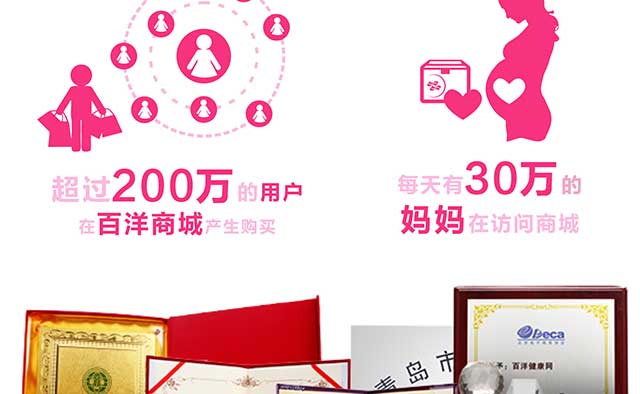 超过200万的用户
在百洋商城产生购买
每天有30万的
妈妈在访问商城
Deca
予：百洋健康网
青岛市